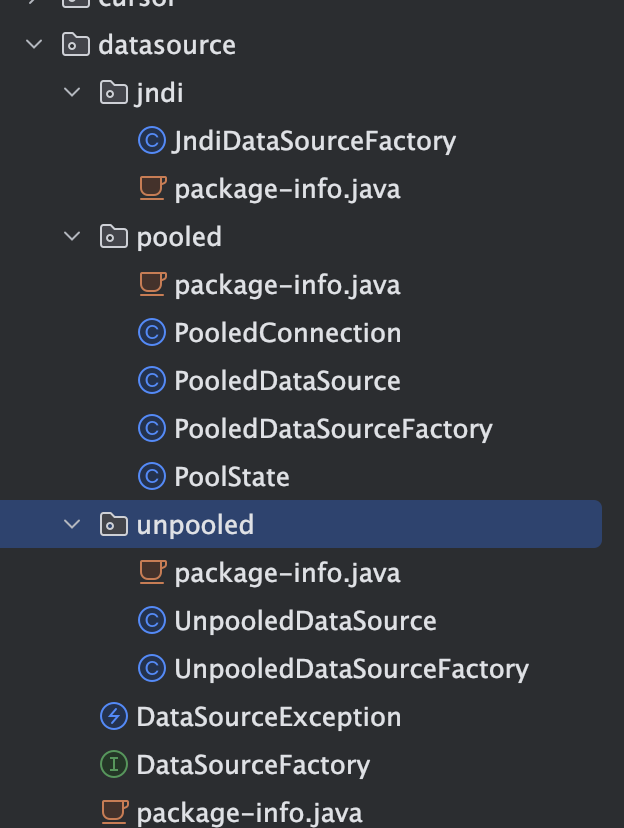 cursor
datasource
jndi
JndiDataSourceFactory
package-info.java
pooled
package-info.java
PooledConnection
PooledDataSource
PooledDataSourceFactory
PoolState
unpooled
package-info.java
UnpooledDataSource
UnpooledDataSourceFactory
DataSourceException
DataSourceFactory
package-info.java